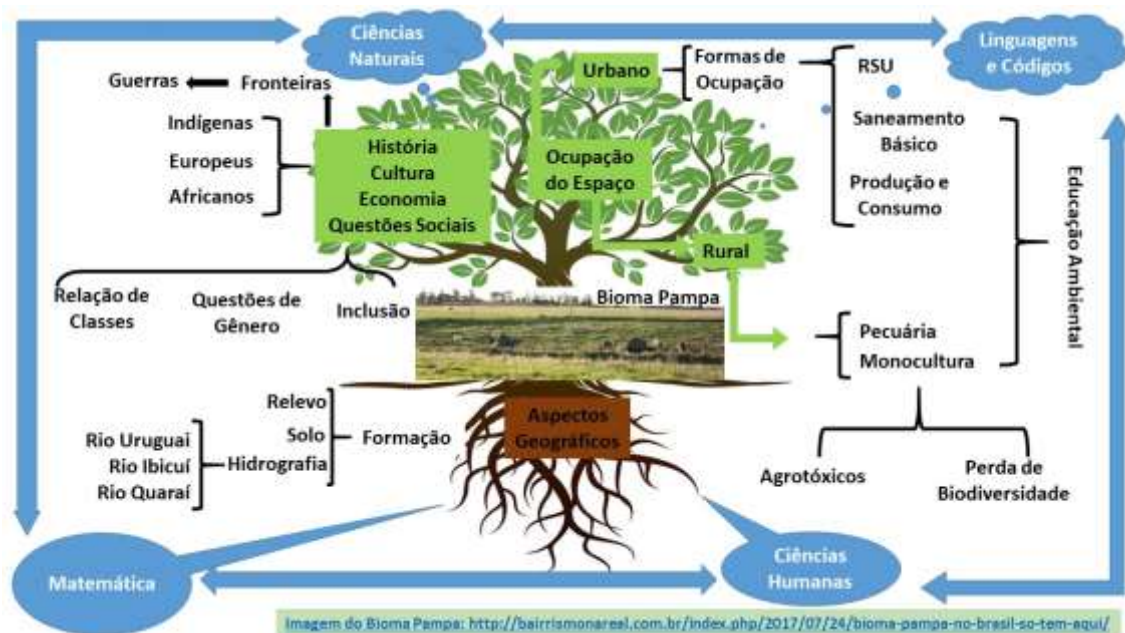 Ciências
Naturais
Linguagens
e Códigos
Urbano
Formas de
Ocupação
RSU
Saneamento
Básico
Produção e
Consumo
Guerras
Fronteiras
Indígenas
Europeus
Africanos
História
Cultura
Economia
Questões Sociais
Ocupação
do Espaço
Rural
Educação Ambiental
Relação de
Classes
Questões de
Gênero
Inclusão
Bioma Pampa
Pecuária
Monocultura
Aspectos
Geográficos
Relevo
Solo
Hidrografia
Formação
Rio Uruguai
Rio Ibicuí
Rio Quaraí
Agrotóxicos
Perda de
Biodiversidade
Matemática
Ciências
Humanas
Imagem do Bioma Pampa: http://bairrismonareal.com.br/index.php/2017/07/24/bioma-pampa-no-brasil-so-tem-aqui/